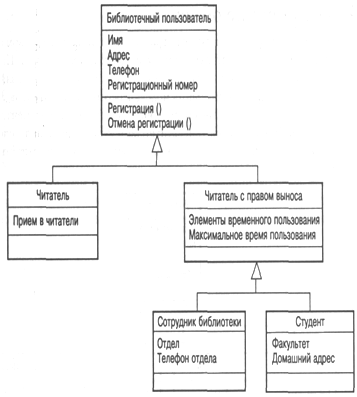 Библиотечный пользователь
Имя
Адрес
Телефон
Регистрационный номер
Регистрация ()
Отмена регистрации ()
Читатель
Прием в читатели
Читатель с правом выноса
Элементы временного пользования
Максимальное время пользования
Сотрудник библиотеки
Отдел
Телефон отдела
Студент
Факультет
Домашний адрес